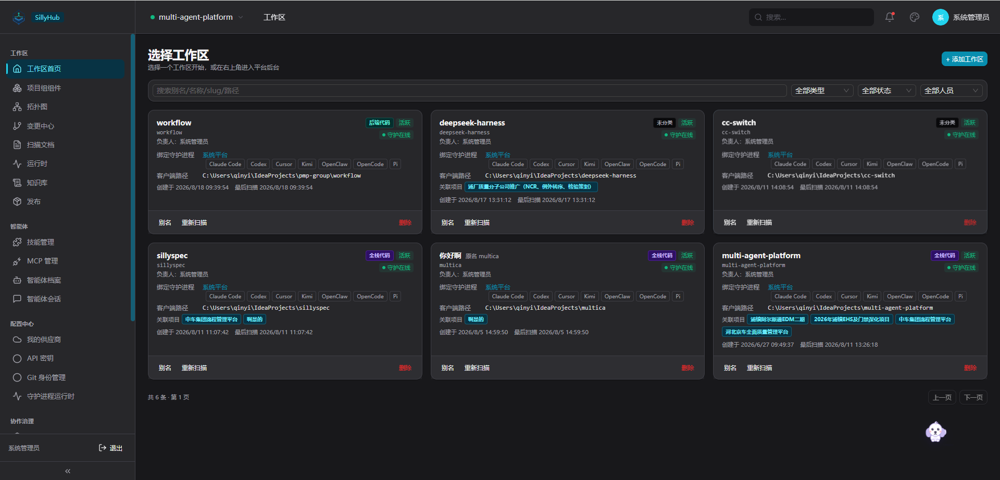 SillyHub
multi-agent-platform
工作区
搜索...
系
系统管理员
工作区
工作区首页
项目组组件
拓扑图
变更中心
扫描文档
运行时
知识库
发布
智能体
技能管理
MCP 管理
智能体档案
智能体会话
配置中心
我的供应商
API 密钥
Git 身份管理
守护进程运行时
协作治理
系统管理员
退出
«
选择工作区
选择一个工作区开始，或在右上角进入平台后台
+ 添加工作区
搜索别名/名称/slug/路径
全部类型
全部状态
全部人员
workflow
后端代码 活跃
workflow
守护在线
负责人：系统管理员
绑定守护进程 系统平台
Claude Code Codex Cursor Kimi OpenClaw OpenCode Pi
客户端路径 C:\Users\qinyi\IdeaProjects\pmp-group\workflow
创建于 2026/8/18 09:39:54 最后扫描 2026/8/18 09:39:54
别名 重新扫描 删除
deepseek-harness
未分类 活跃
deepseek-harness
守护在线
负责人：系统管理员
绑定守护进程 系统平台
Claude Code Codex Cursor Kimi OpenClaw OpenCode Pi
客户端路径 C:\Users\qinyi\IdeaProjects\deepseek-harness
关联项目 浦厂质量分子公司推广（NCR、例外转序、检验策划）
创建于 2026/8/17 13:31:12 最后扫描 2026/8/17 13:31:12
别名 重新扫描 删除
cc-switch
未分类 活跃
cc-switch
守护在线
负责人：系统管理员
绑定守护进程 系统平台
Claude Code Codex Cursor Kimi OpenClaw OpenCode Pi
客户端路径 C:\Users\qinyi\IdeaProjects\cc-switch
创建于 2026/8/11 14:08:54 最后扫描 2026/8/11 14:08:54
别名 重新扫描 删除
sillyspec
全栈代码 活跃
sillyspec
守护在线
负责人：系统管理员
绑定守护进程 系统平台
Claude Code Codex Cursor Kimi OpenClaw OpenCode Pi
客户端路径 C:\Users\qinyi\IdeaProjects\sillyspec
关联项目 中车集团流程管理平台 啊是的
创建于 2026/8/11 11:07:42 最后扫描 2026/8/11 11:07:42
别名 重新扫描 删除
你好啊 原名 multica
全栈代码 活跃
multica
守护在线
负责人：系统管理员
绑定守护进程 系统平台
Claude Code Codex Cursor Kimi OpenClaw OpenCode Pi
客户端路径 C:\Users\qinyi\IdeaProjects\multica
关联项目 啊是的
创建于 2026/8/5 14:59:50 最后扫描 2026/8/5 14:59:50
别名 重新扫描 删除
multi-agent-platform
全栈代码 活跃
multi-agent-platform
守护在线
负责人：系统管理员
绑定守护进程 系统平台
Claude Code Codex Cursor Kimi OpenClaw OpenCode Pi
客户端路径 C:\Users\qinyi\IdeaProjects\multi-agent-platform
关联项目 浦镇阿尔斯通EDM二期 2026年浦镇EHS及门禁深化项目 中车集团流程管理平台
河北京车全面质量管理平台
创建于 2026/6/27 09:49:37 最后扫描 2026/8/11 13:26:18
别名 重新扫描 删除
共 6 条 · 第 1 页
上一页 下一页